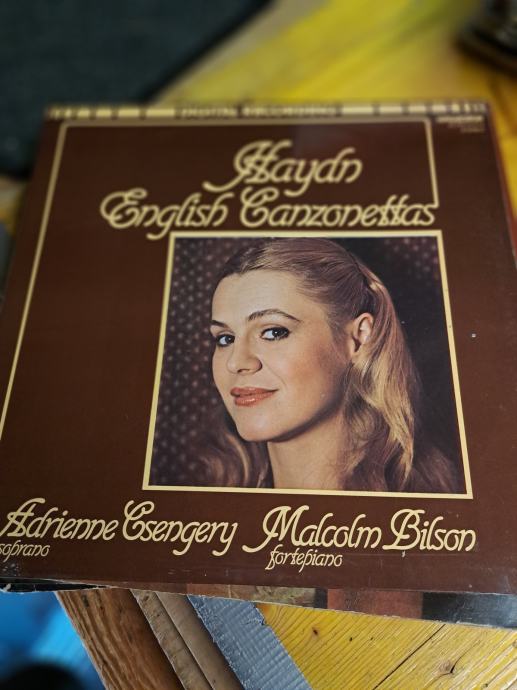 DIGITAL RECORDING
Haydn
English Canzonettas
Adrienne Csengery
soprano
Malcolm Bilson
fortepiano